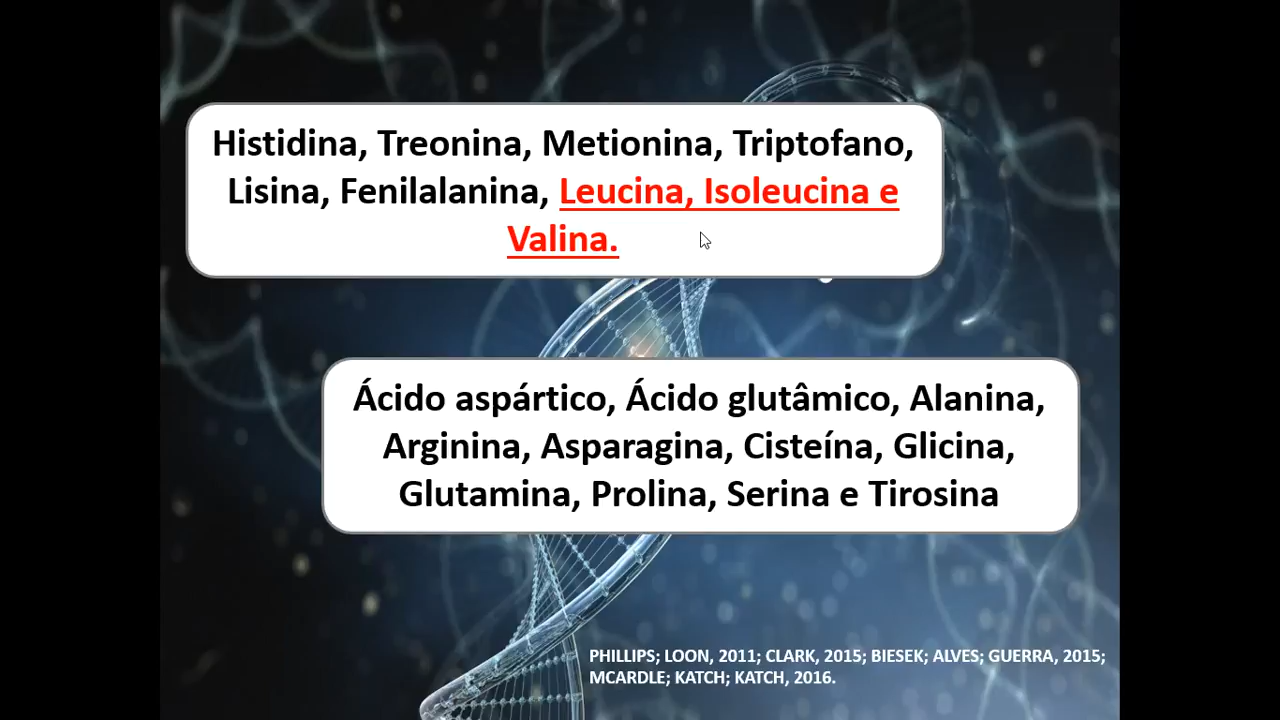 Histidina, Treonina, Metionina, Triptofano,
Lisina, Fenilalanina, Leucina, Isoleucina e
Valina.
Ácido aspártico, Ácido glutâmico, Alanina,
Arginina, Asparagina, Cisteína, Glicina,
Glutamina, Prolina, Serina e Tirosina
PHILLIPS; LOON, 2011; CLARK, 2015; BIESEK; ALVES; GUERRA, 2015;
MCARDLE; KATCH; KATCH, 2016.